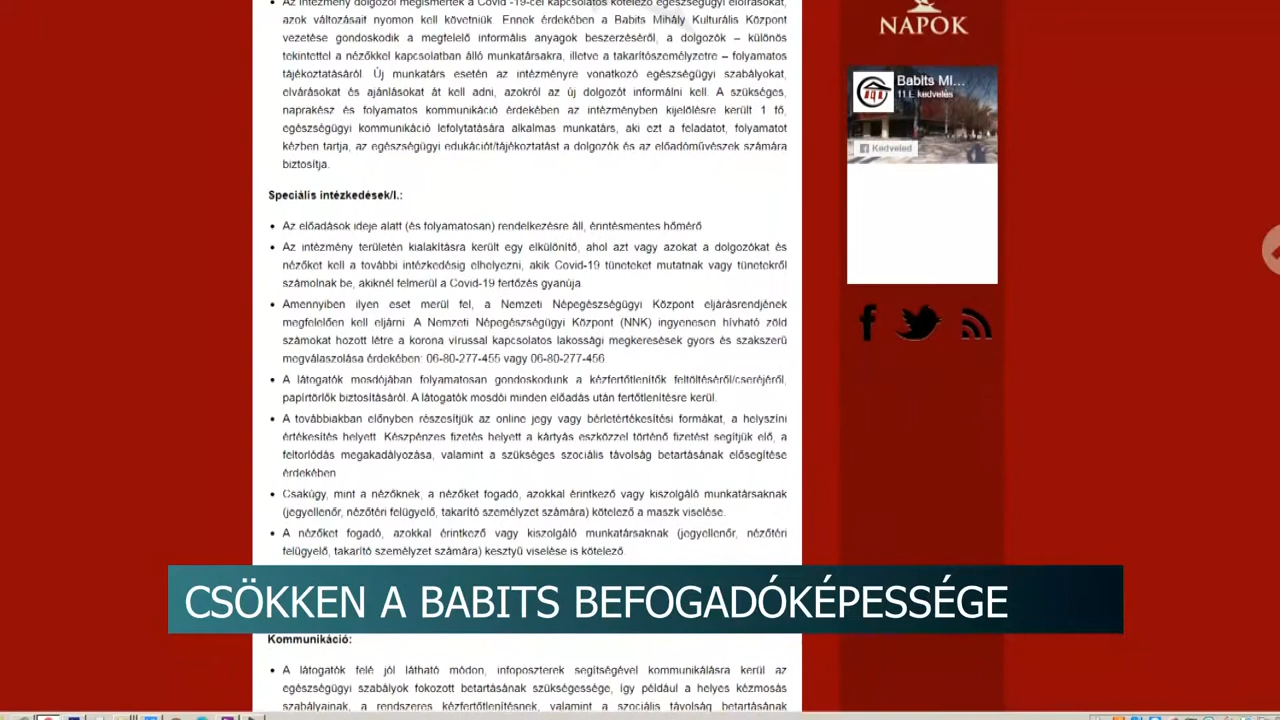 Az intézmény dolgozói megismerték a Covid -19-cel kapcsolatos kötelező egészségügyi előírásokat,
azok változásait nyomon kell követniük. Ennek érdekében a Babits Mihály Kulturális Központ
vezetése gondoskodik a megfelelő informális anyagok beszerzéséről, a dolgozók – különös
tekintettel a nézőkkel kapcsolatban álló munkatársakra, illetve a takarítószemélyzetre – folyamatos
tájékoztatásáról. Új munkatárs esetén az intézményre vonatkozó egészségügyi szabályokat,
elvárásokat és ajánlásokat át kell adni, azokról az új dolgozót informálni kell. A szükséges,
naprakész és folyamatos kommunikáció érdekében az intézményben kijelölésre került 1 fő,
egészségügyi kommunikáció lefolytatására alkalmas munkatárs, aki ezt a feladatot, folyamatot
kézben tartja, az egészségügyi edukációt/tájékoztatást a dolgozók és az előadóművészek számára
biztosítja.
Speciális intézkedések/I.:
• Az előadások ideje alatt (és folyamatosan) rendelkezésre áll, érintésmentes hőmérő
• Az intézmény területén kialakításra került egy elkülönítő, ahol azt vagy azokat a dolgozókat és
nézőket kell a további intézkedésig elhelyezni, akik Covid-19 tüneteket mutatnak vagy tünetekről
számolnak be, akiknél felmerül a Covid-19 fertőzés gyanúja.
• Amennyiben ilyen eset merül fel, a Nemzeti Népegészségügyi Központ eljárásrendjének
megfelelően kell eljárni. A Nemzeti Népegészségügyi Központ (NNK) ingyenesen hívható zöld
számokat hozott létre a korona vírussal kapcsolatos lakossági megkeresések gyors és szakszerű
megválaszolása érdekében: 06-80-277-455 vagy 06-80-277-456
• A látogatók mosdójában folyamatosan gondoskodunk a kézfertőtlenítők feltöltéséről/cseréjéről,
papírtörlők biztosításáról. A látogatók mosdói minden előadás után fertőtlenítésre kerül.
• A továbbiakban előnyben részesítjük az online jegy vagy bérletértékesítési formákat, a helyszíni
értékesítés helyett. Készpénzes fizetés helyett a kártyás eszközzel történő fizetést segítjük elő, a
feltorlódás megakadályozása, valamint a szükséges szociális távolság betartásának elősegítése
érdekében
• Csakúgy, mint a nézőknek, a nézőket fogadó, azokkal érintkező vagy kiszolgáló munkatársaknak
(jegyellenőr, nézőtéri felügyelő, takarító személyzet számára) kötelező a maszk viselése.
• A nézőket fogadó, azokkal érintkező vagy kiszolgáló munkatársaknak (jegyellenőr, nézőtéri
felügyelő, takarító személyzet számára) kesztyű viselése is kötelező.
CSÖKKEN A BABITS BEFOGADÓKÉPESSÉGE
Kommunikáció:
• A látogatók felé jól látható módon, infoposzterek segítségével kommunikálásra kerül az
egészségügyi szabályok fokozott betartásának szükségessége, így például a helyes kézmosás
szabályainak, a rendszeres kézfertőtlenítésnek, valamint a szociális távolság betartásának
NAPOK
Babits Mi...
11 E kedvelés
Kedveled